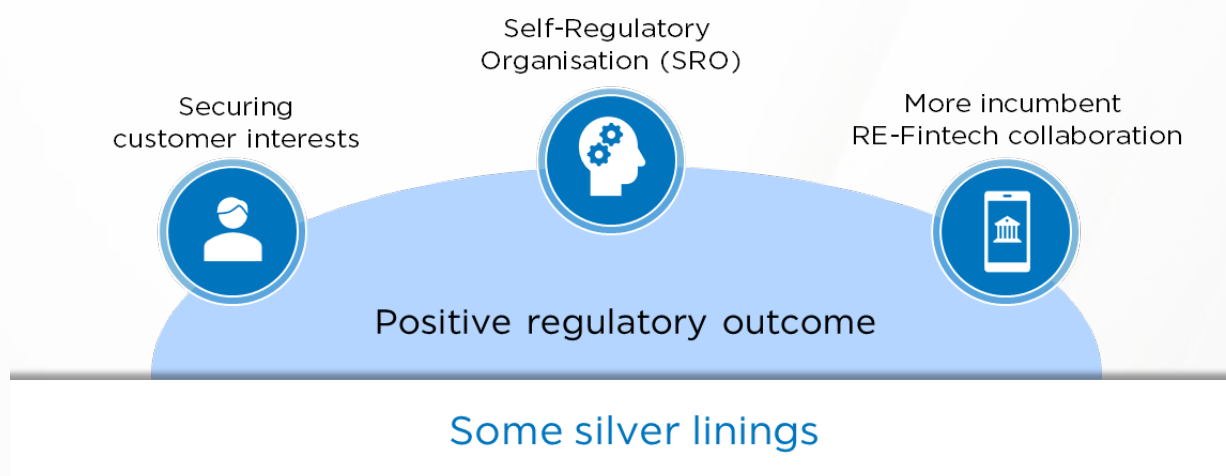 Self-Regulatory
Organisation (SRO)
Securing
customer interests
More incumbent
RE-Fintech collaboration
Positive regulatory outcome
Some silver linings